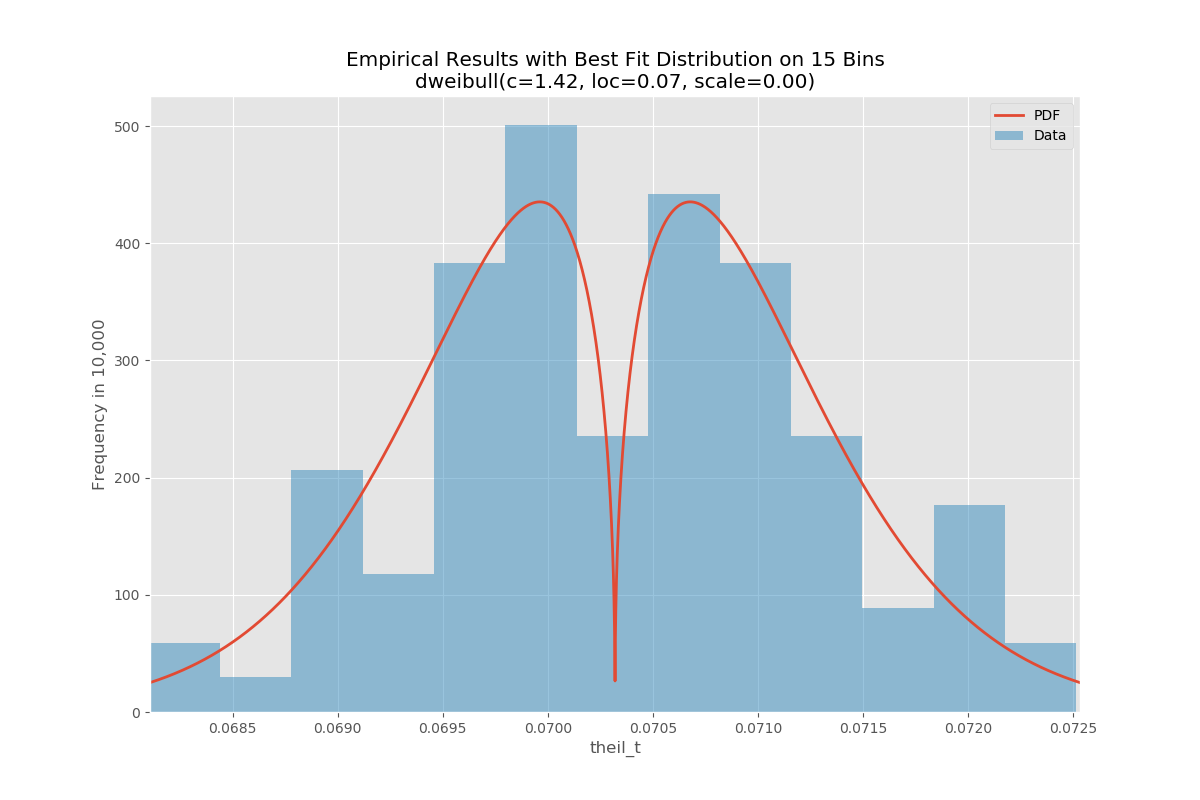 Empirical Results with Best Fit Distribution on 15 Bins
dweibull(c=1.42, loc=0.07, scale=0.00)
PDF
Data
500
400
300
200
100
0
Frequency in 10,000
0.0685 0.0690 0.0695 0.0700 0.0705 0.0710 0.0715 0.0720 0.0725
theil_t